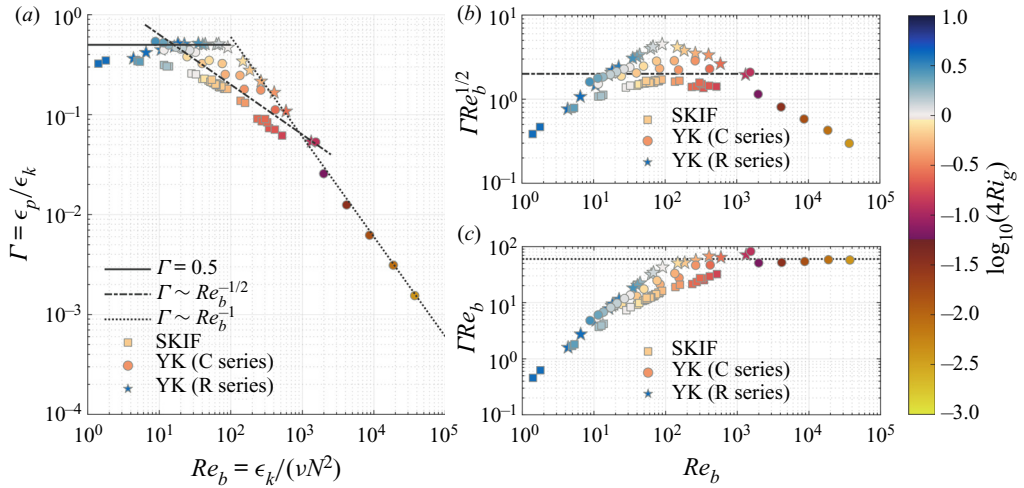 (a)
10^1
10^0
10^-1
10^-2
10^-3
10^-4
Γ = ϵ_p/ϵ_k
Γ = 0.5
Γ ~ Re_b^-1/2
Γ ~ Re_b^-1
SKIF
YK (C series)
YK (R series)
10^0 10^1 10^2 10^3 10^4 10^5
Re_b = ϵ_k/(νN^2)
(b)
10^1
10^0
10^-1
ΓRe_b^1/2
SKIF
YK (C series)
YK (R series)
10^0 10^1 10^2 10^3 10^4 10^5
(c)
10^2
10^1
10^0
10^-1
ΓRe_b
SKIF
YK (C series)
YK (R series)
10^0 10^1 10^2 10^3 10^4 10^5
Re_b
1.0
0.5
0
−0.5
−1.0
−1.5
−2.0
−2.5
−3.0
log_10(4Ri_g)